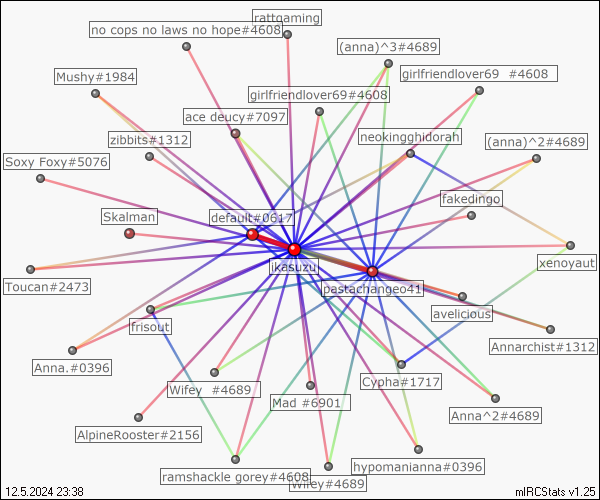 rattgaming
no cops no laws no hope#4608
(anna)^3#4689
girlfriendlover69  #4608
Mushy#1984
girlfriendlover69#4608
ace deucy#7097
neokingghidorah
zibbits#1312
(anna)^2#4689
Soxy Foxy#5076
fakedingo
Skalman
default#0617
xenoyaut
ikasuzu
Toucan#2473
pastachangeo41
avelicious
frisout
Annarchist#1312
Anna.#0396
Cypha#1717
Wifey  #4689
Mad #6901
Anna^2#4689
AlpineRooster#2156
hypomanianna#0396
ramshackle gorey#4608
Wifey#4689
12.5.2024 23:38
mIRCStats v1.25